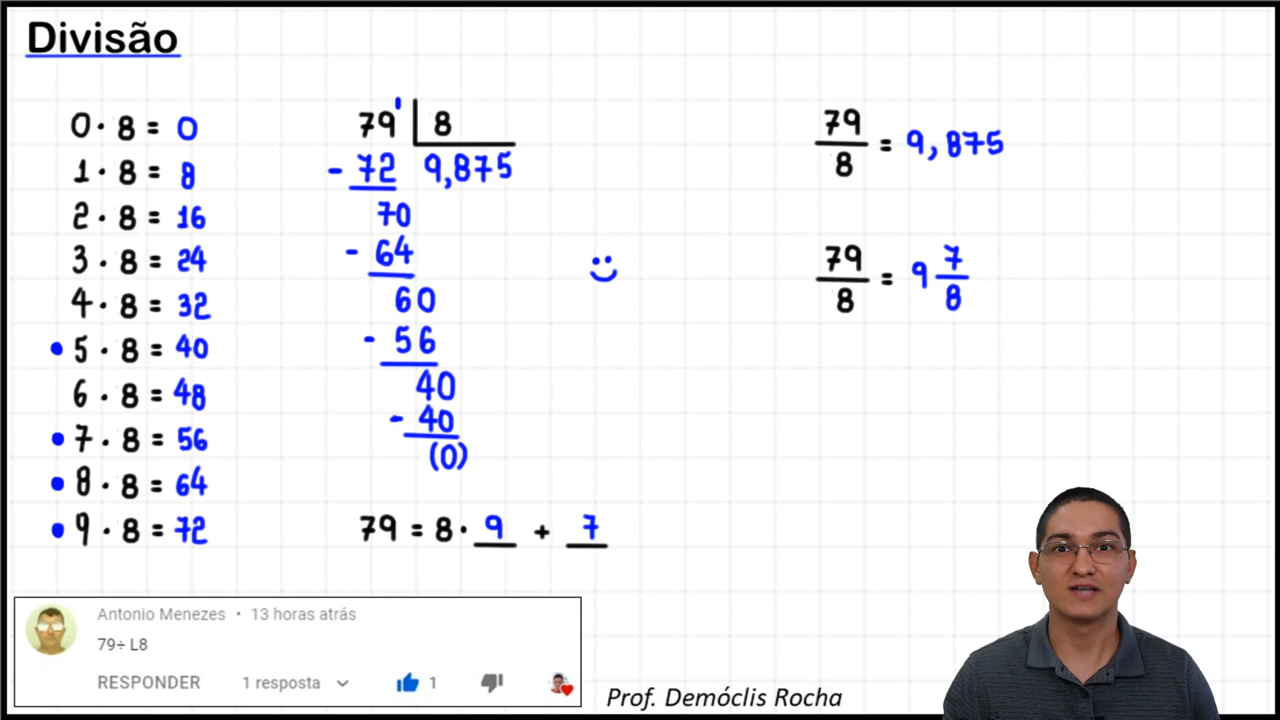 Divisão
0 · 8 = 0
1 · 8 = 8
2 · 8 = 16
3 · 8 = 24
4 · 8 = 32
• 5 · 8 = 40
6 · 8 = 48
• 7 · 8 = 56
• 8 · 8 = 64
• 9 · 8 = 72
79' | 8
- 72 9,875
70
- 64
60
- 56
40
- 40
(0)
79 = 8 · 9 + 7
79/8 = 9,875
79/8 = 9 7/8
Antonio Menezes • 13 horas atrás
79÷ L8
RESPONDER 1 resposta 1
Prof. Demóclis Rocha